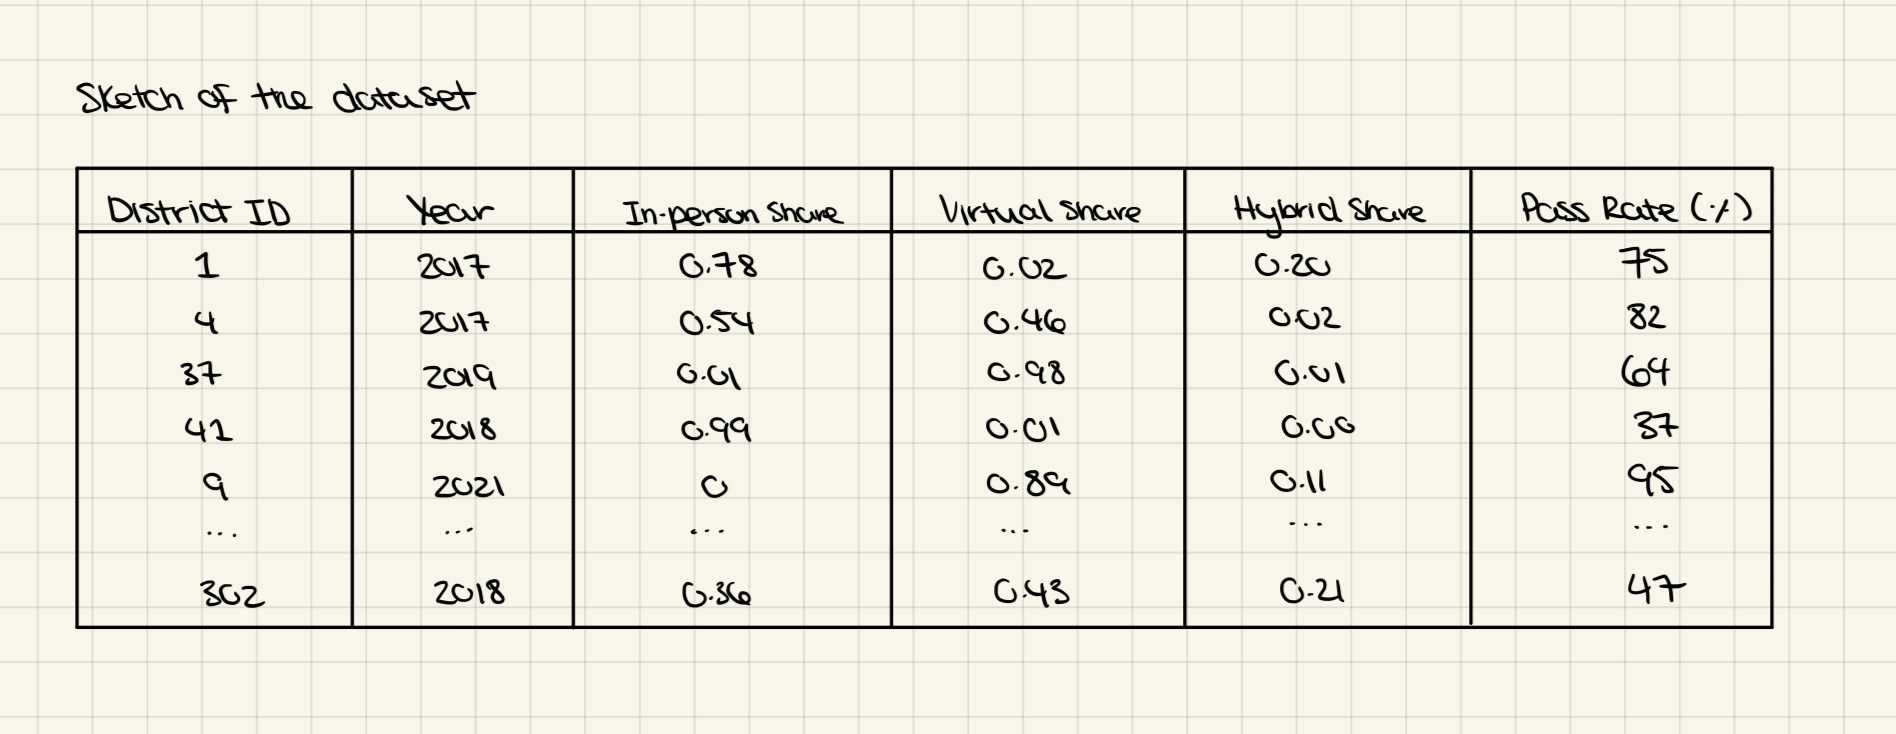 Sketch of the dataset
District ID Year In-person share Virtual share Hybrid share Pass Rate (%)
1 2017 0.78 0.02 0.20 75
4 2017 0.54 0.46 0.02 82
37 2019 0.01 0.98 0.01 64
41 2018 0.99 0.01 0.00 37
9 2021 0 0.89 0.11 95
... ... ... ... ... ...
302 2018 0.36 0.43 0.21 47